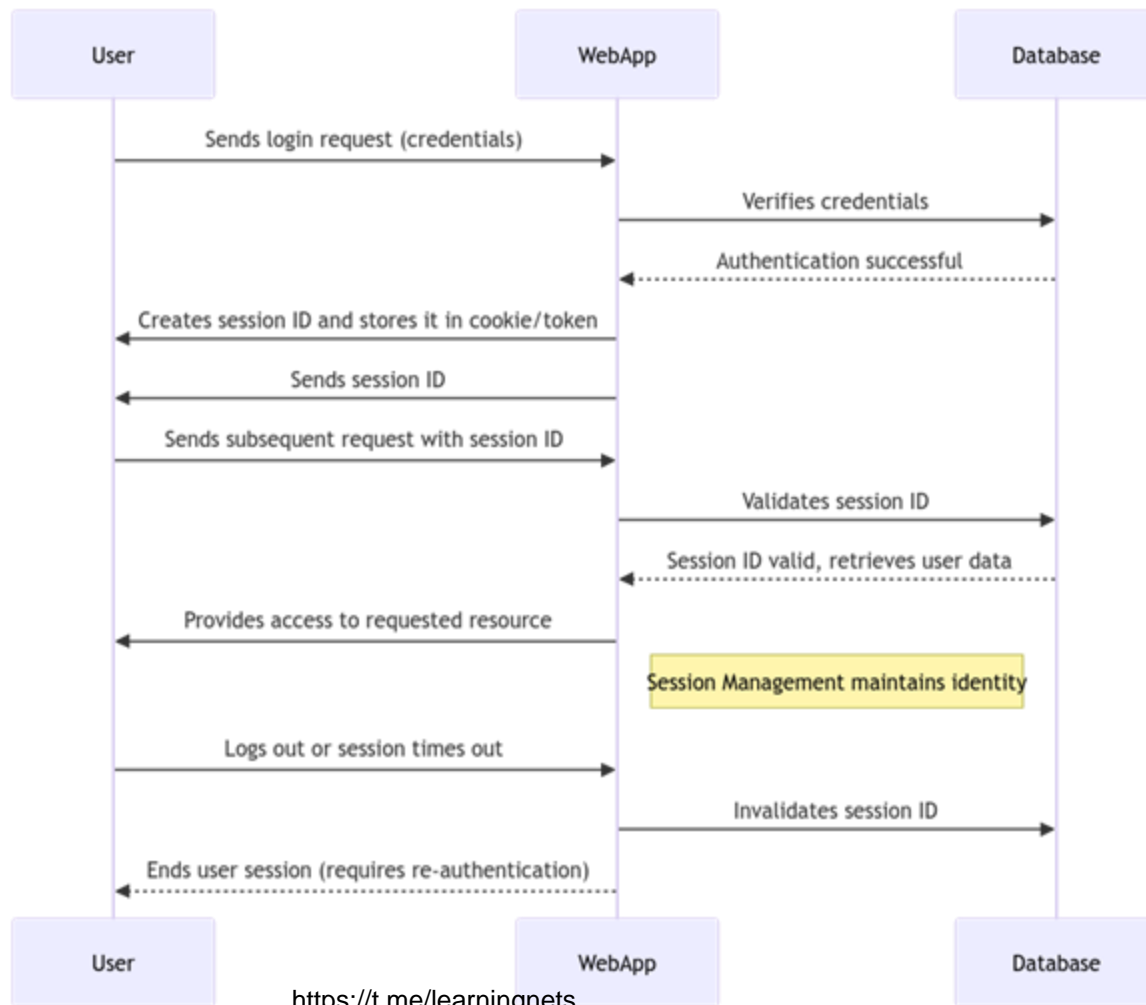 User WebApp Database
Sends login request (credentials)
Verifies credentials
Authentication successful
Creates session ID and stores it in cookie/token
Sends session ID
Sends subsequent request with session ID
Validates session ID
Session ID valid, retrieves user data
Provides access to requested resource
Session Management maintains identity
Logs out or session times out
Invalidates session ID
Ends user session (requires re-authentication)
User WebApp Database
https://t.me/learningnets